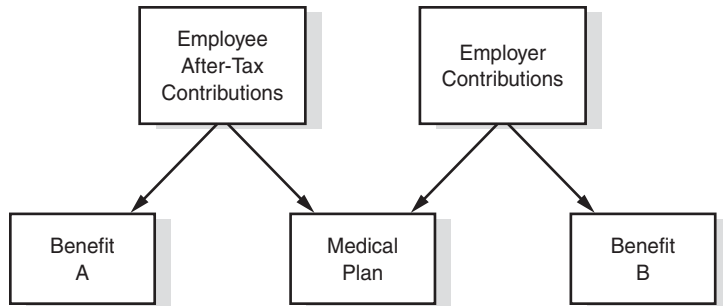 Employee
After-Tax
Contributions
Employer
Contributions
Benefit
A
Medical
Plan
Benefit
B